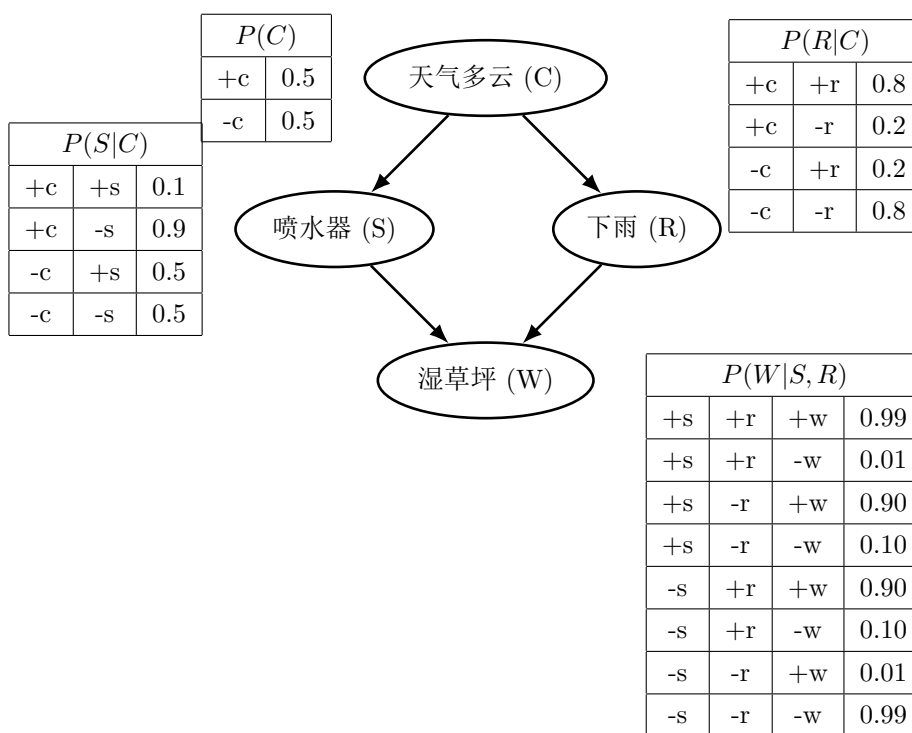 P(C)
+c 0.5
-c 0.5
天气多云 (C)
P(R|C)
+c +r 0.8
+c -r 0.2
-c +r 0.2
-c -r 0.8
P(S|C)
+c +s 0.1
+c -s 0.9
-c +s 0.5
-c -s 0.5
喷水器 (S)
下雨 (R)
湿草坪 (W)
P(W|S, R)
+s +r +w 0.99
+s +r -w 0.01
+s -r +w 0.90
+s -r -w 0.10
-s +r +w 0.90
-s +r -w 0.10
-s -r +w 0.01
-s -r -w 0.99